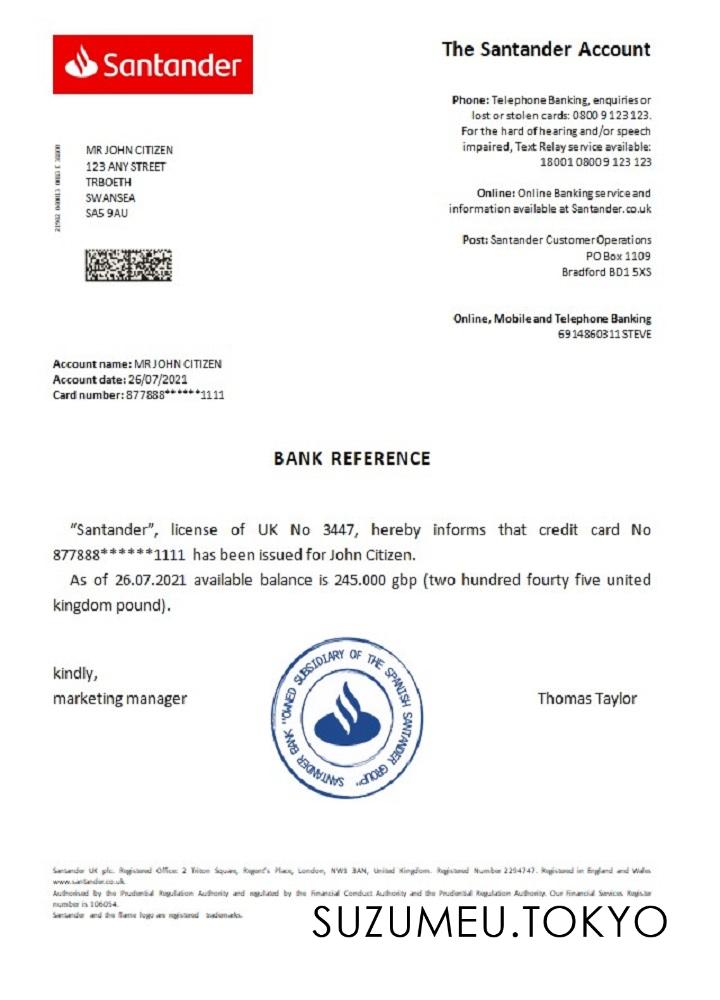 Santander
The Santander Account
Phone: Telephone Banking, enquiries or
lost or stolen cards: 0800 9 123 123.
For the hard of hearing and/or speech
impaired, Text Relay service available:
18001 0800 9 123 123
Online: Online Banking service and
information available at Santander.co.uk
Post: Santander Customer Operations
PO Box 1109
Bradford BD1 5XS
Online, Mobile and Telephone Banking
6914860311 STEVE
MR JOHN CITIZEN
123 ANY STREET
TRBOETH
SWANSEA
SA5 9AU
Account name: MR JOHN CITIZEN
Account date: 26/07/2021
Card number: 877888******1111
BANK REFERENCE
"Santander", license of UK No 3447, hereby informs that credit card No
877888******1111 has been issued for John Citizen.
As of 26.07.2021 available balance is 245.000 gbp (two hundred fourty five united
kingdom pound).
kindly,
marketing manager
Thomas Taylor
SANTANDER BANK "OWNED SUBSIDIARY OF THE SPANISH SANTANDER GROUP"
Santander UK plc. Registered Office: 2 Triton Square, Regent's Place, London, NW1 3AN, United Kingdom. Registered Number 2294747. Registered in England and Wales
www.santander.co.uk.
Authorised by the Prudential Regulation Authority and regulated by the Financial Conduct Authority and the Prudential Regulation Authority. Our Financial Services Register
number is 106054.
Santander and the flame logo are registered trademarks.
SUZUMEU.TOKYO